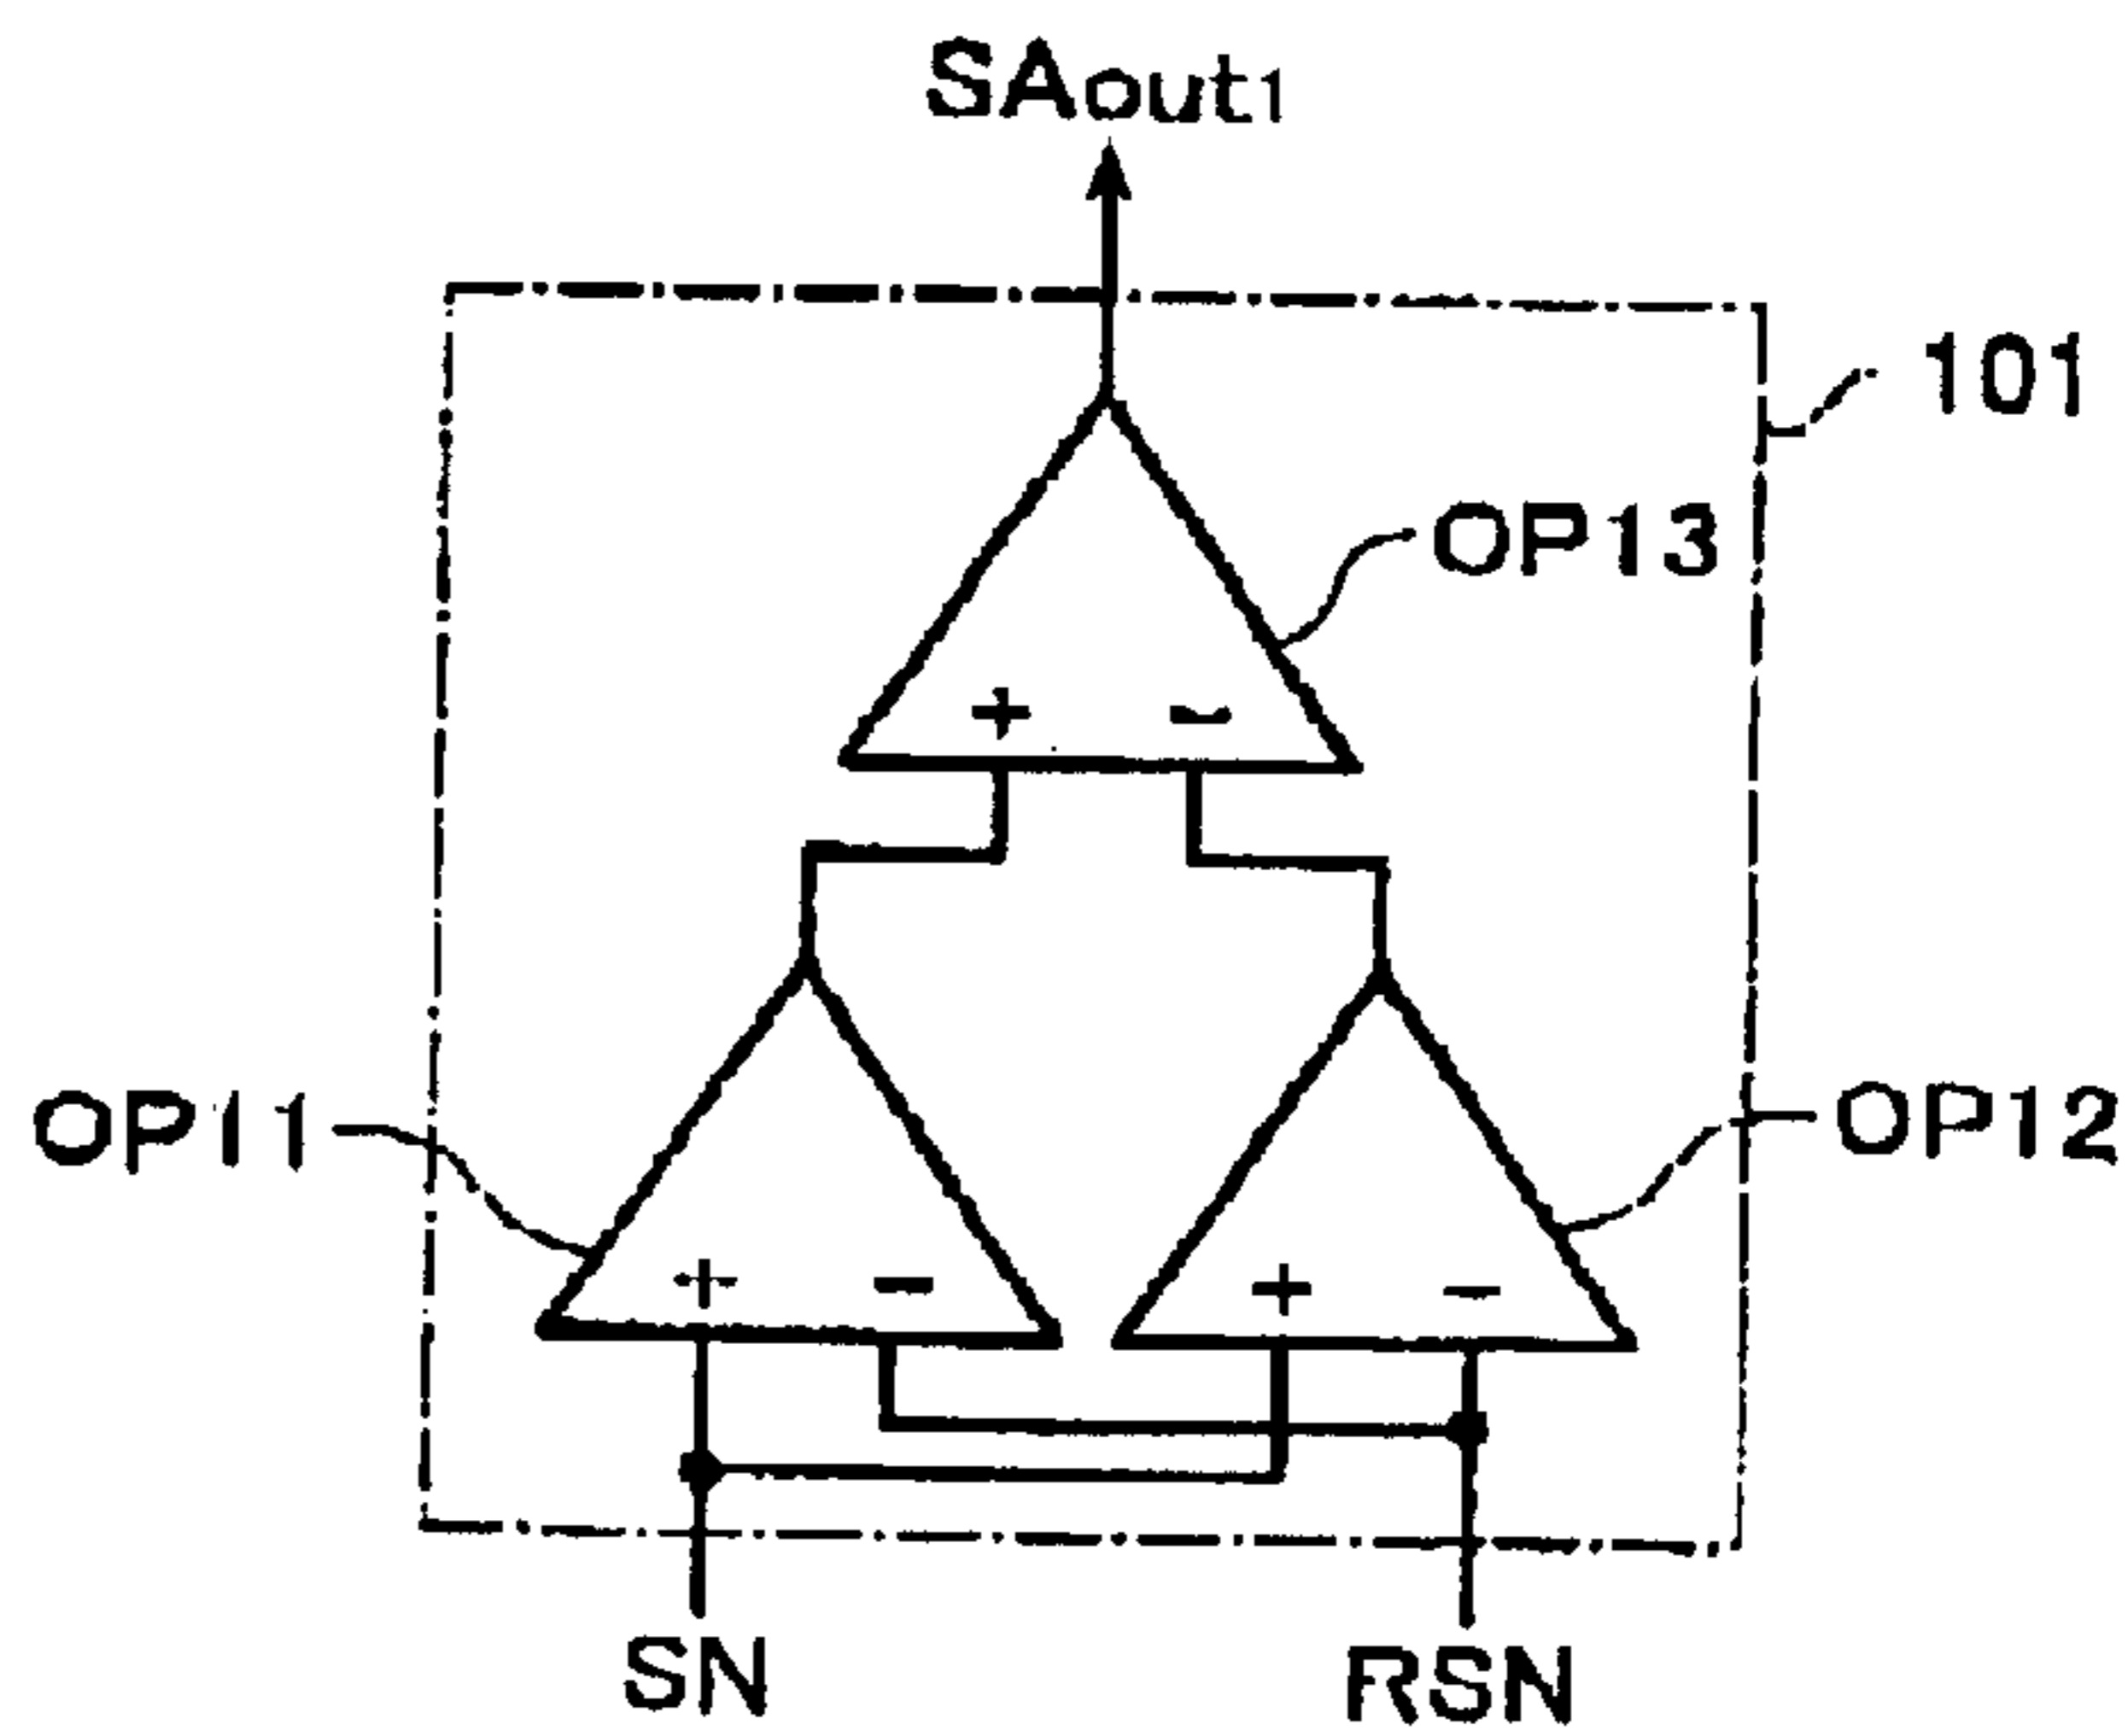 SAout1
101
OP13
+ -
OP11
OP12
+ -
+ -
SN
RSN